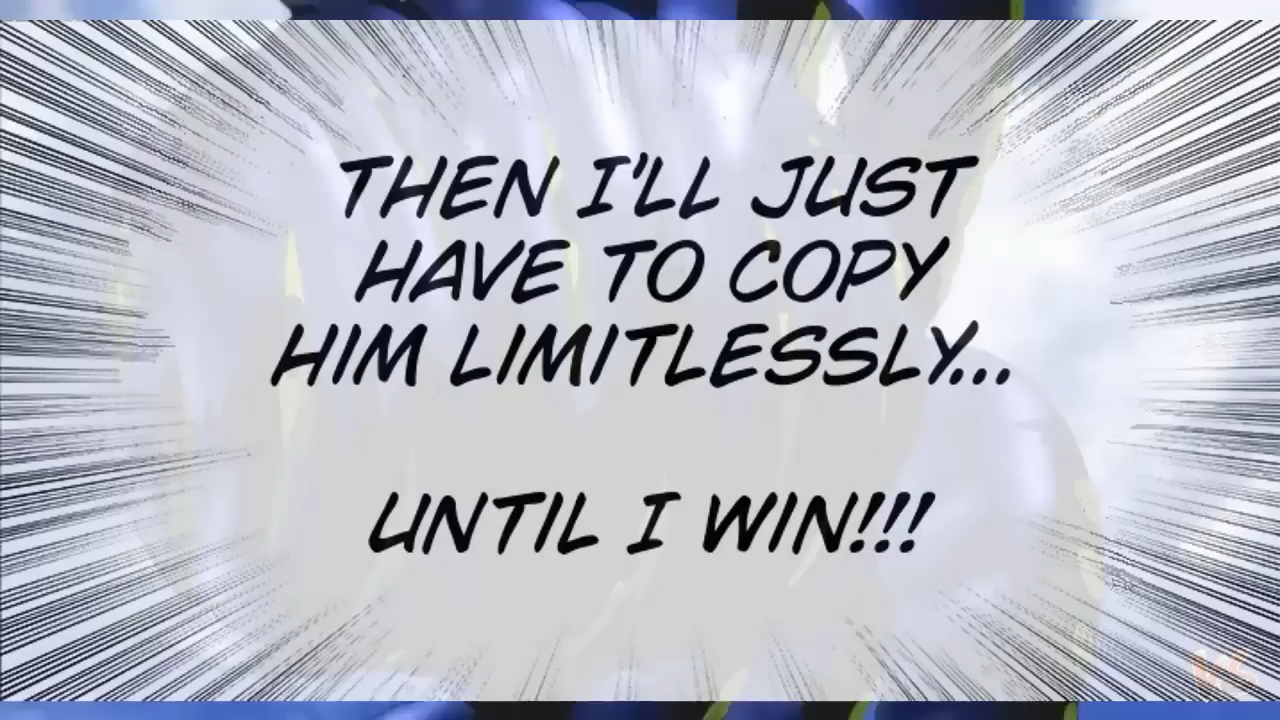 THEN I'LL JUST
HAVE TO COPY
HIM LIMITLESSLY...
UNTIL I WIN!!!